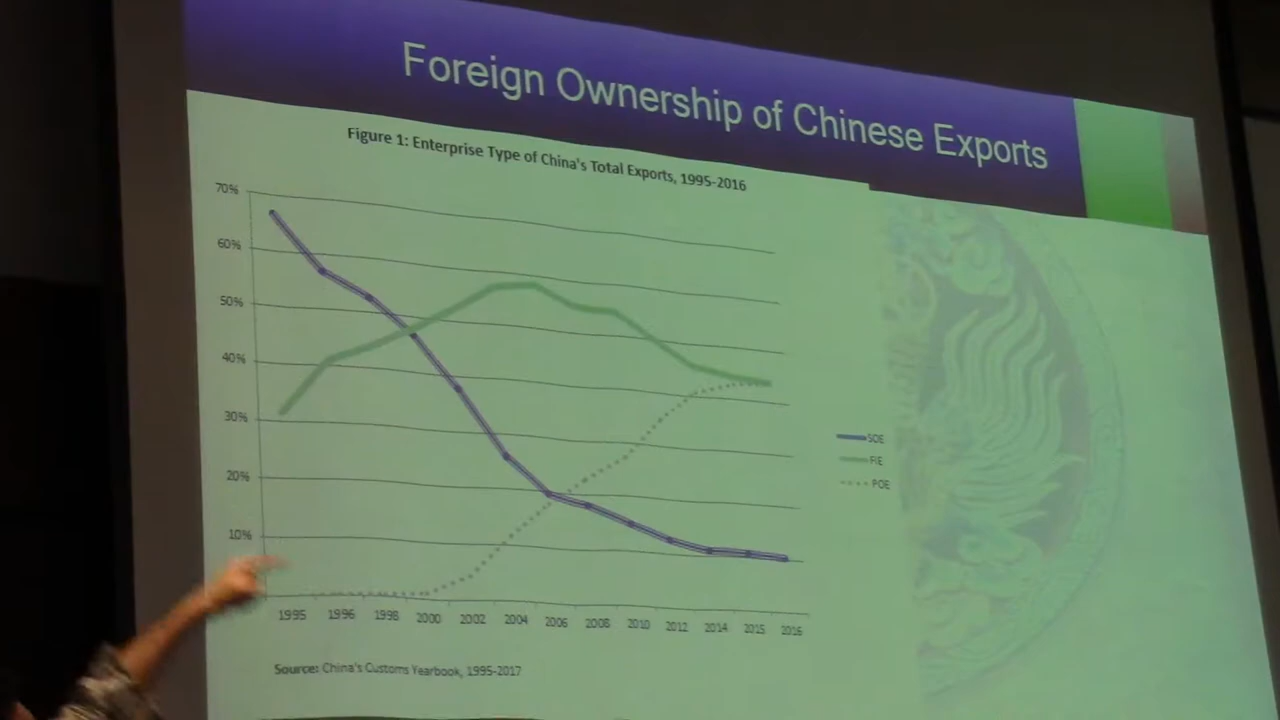 Foreign Ownership of Chinese Exports
Figure 1: Enterprise Type of China's Total Exports, 1995-2016
70%
60%
50%
40%
30%
20%
10%
1995 1996 1998 2000 2002 2004 2006 2008 2010 2012 2014 2015 2016
SOE
FIE
POE
Source: China's Customs Yearbook, 1995-2017